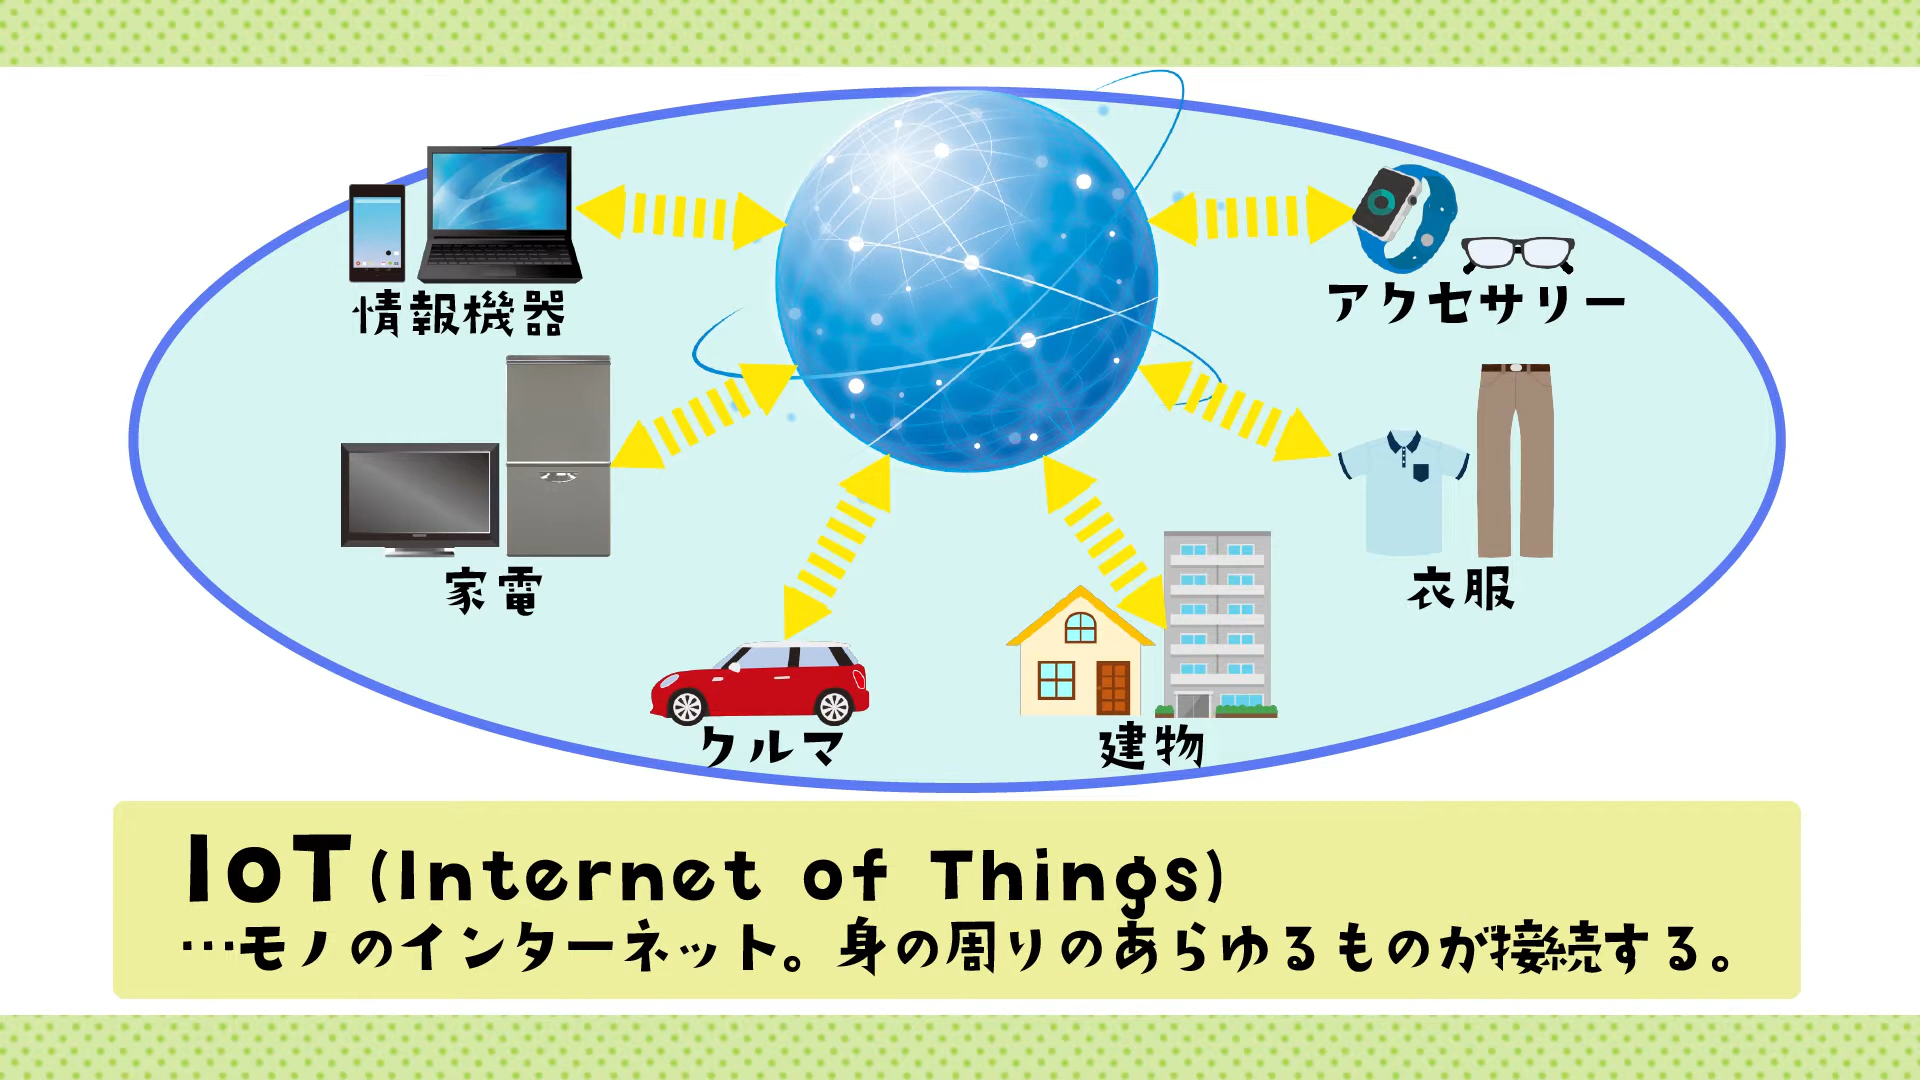 情報機器
アクセサリー
家電
衣服
クルマ
建物
IoT(Internet of Things)
…モノのインターネット。身の周りのあらゆるものが接続する。